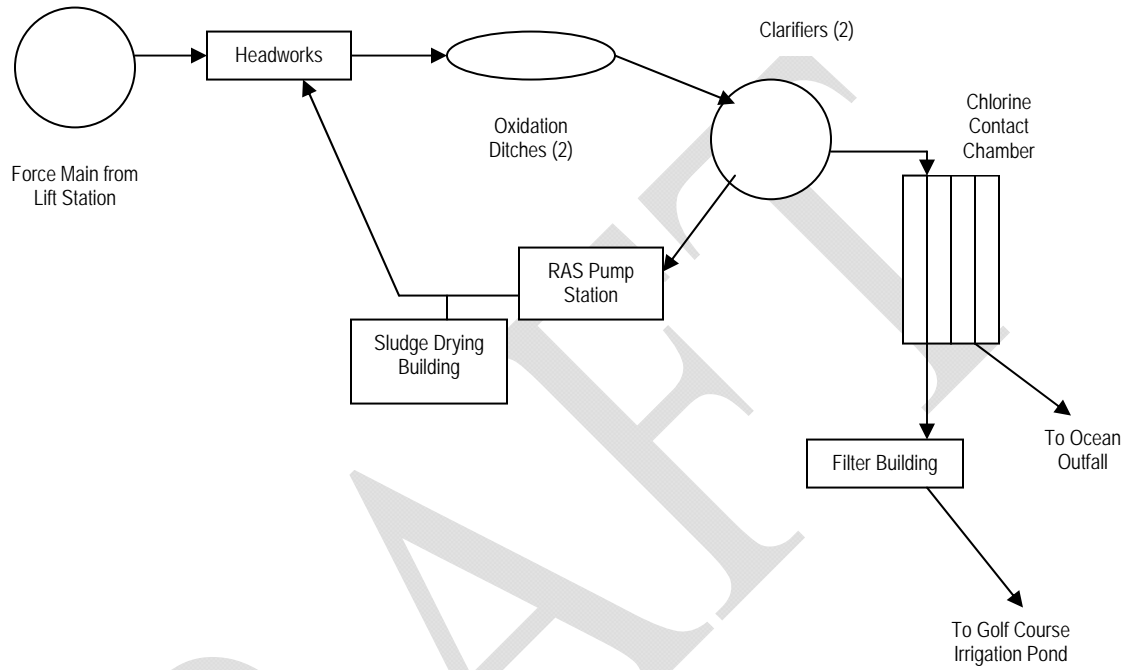 Headworks
Clarifiers (2)
Chlorine
Contact
Chamber
Oxidation
Ditches (2)
Force Main from
Lift Station
RAS Pump
Station
Sludge Drying
Building
To Ocean
Outfall
Filter Building
To Golf Course
Irrigation Pond
DRAFT